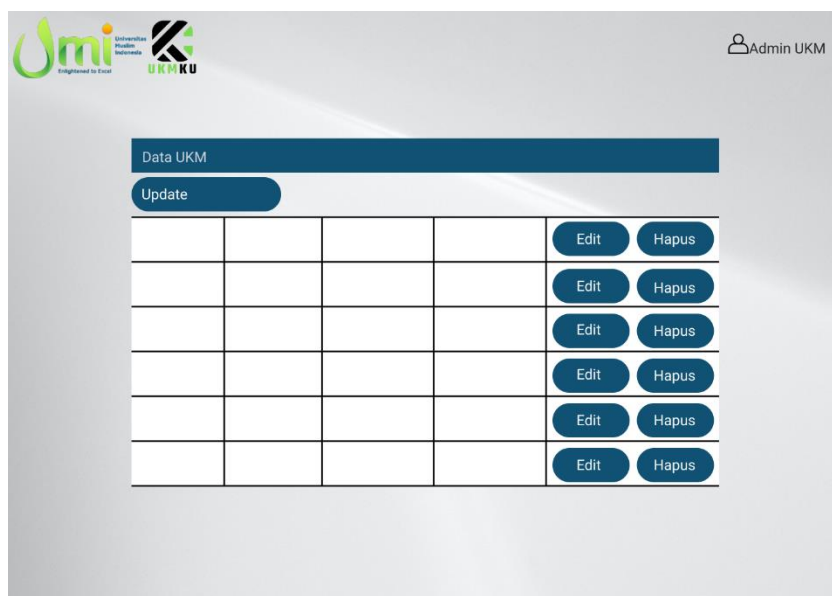 Umi
Universitas
Muslim
Indonesia
Enlightened to Excel
UKMKU
Admin UKM
Data UKM
Update
Edit Hapus
Edit Hapus
Edit Hapus
Edit Hapus
Edit Hapus
Edit Hapus